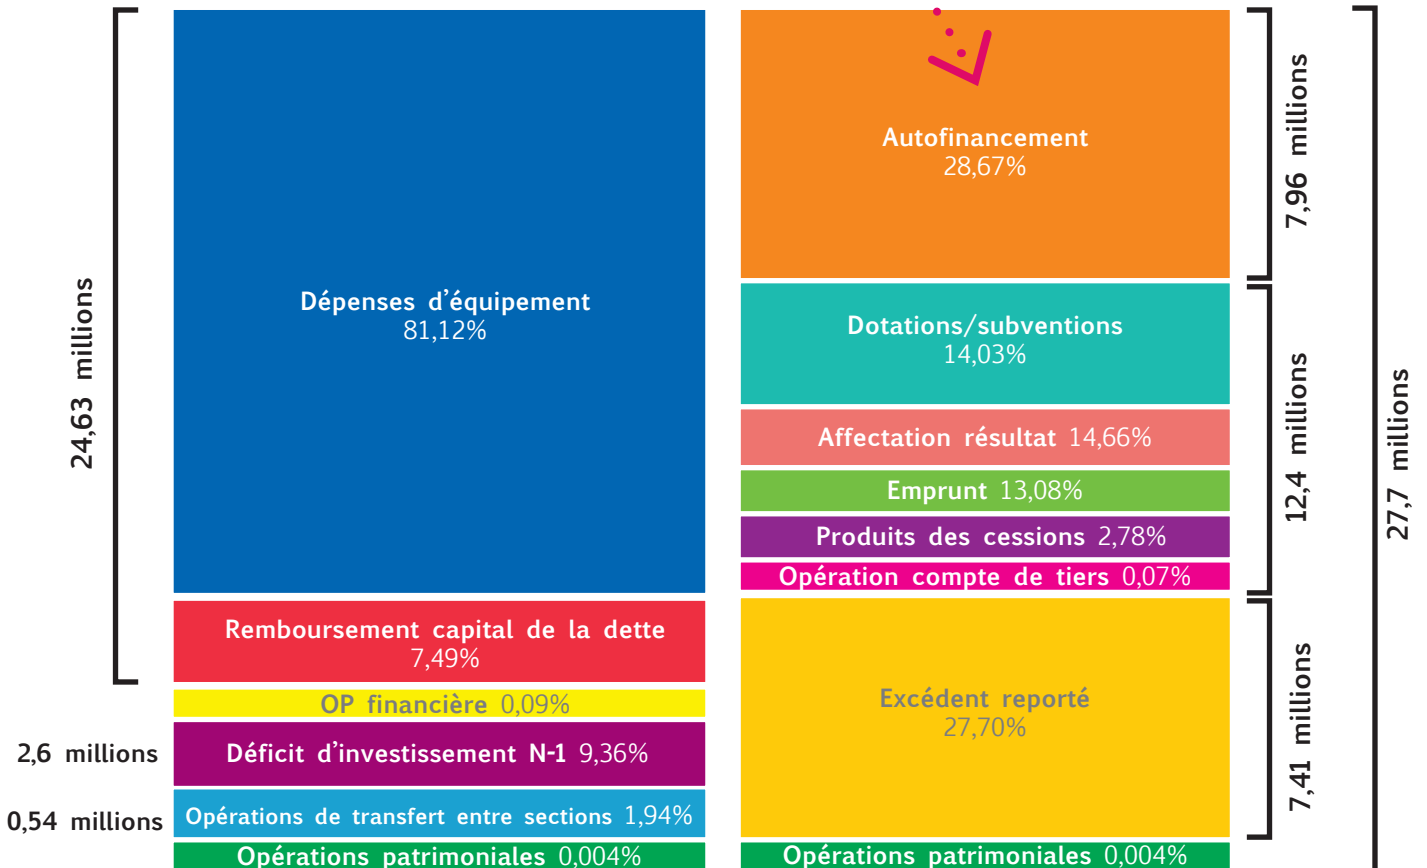 24,63 millions
2,6 millions
0,54 millions
Dépenses d'équipement
81,12%
Remboursement capital de la dette
7,49%
OP financière 0,09%
Déficit d'investissement N-1 9,36%
Opérations de transfert entre sections 1,94%
Opérations patrimoniales 0,004%
Autofinancement
28,67%
Dotations/subventions
14,03%
Affectation résultat 14,66%
Emprunt 13,08%
Produits des cessions 2,78%
Opération compte de tiers 0,07%
Excédent reporté
27,70%
Opérations patrimoniales 0,004%
7,96 millions
12,4 millions
7,41 millions
27,7 millions